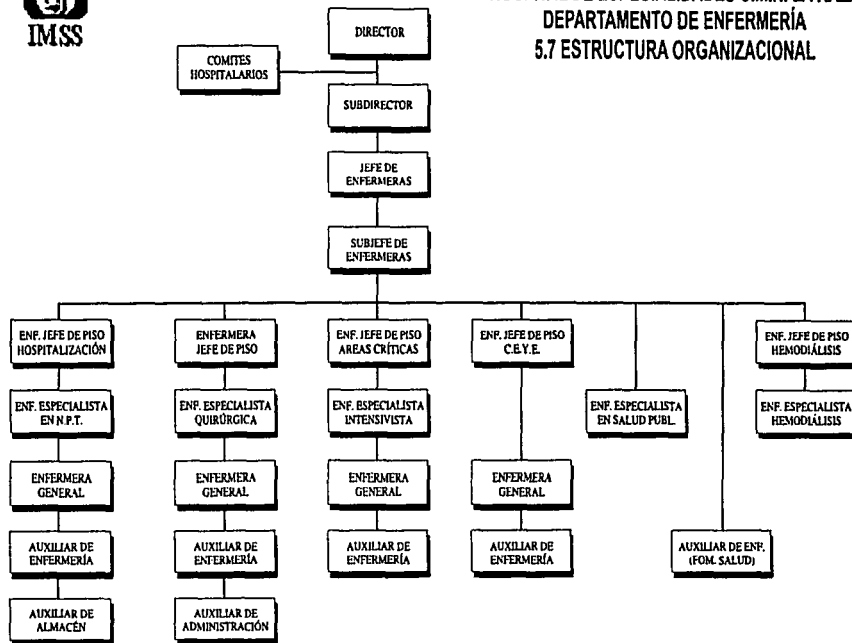 IMSS
DEPARTAMENTO DE ENFERMERÍA
5.7 ESTRUCTURA ORGANIZACIONAL
DIRECTOR
COMITES
HOSPITALARIOS
SUBDIRECTOR
JEFE DE
ENFERMERAS
SUBJEFE DE
ENFERMERAS
ENF. JEFE DE PISO
HOSPITALIZACIÓN
ENFERMERA
JEFE DE PISO
ENF. JEFE DE PISO
AREAS CRÍTICAS
ENF. JEFE DE PISO
C.E.Y.E.
ENF. JEFE DE PISO
HEMODIÁLISIS
ENF. ESPECIALISTA
EN N.P.T.
ENF. ESPECIALISTA
QUIRÚRGICA
ENF. ESPECIALISTA
INTENSIVISTA
ENF. ESPECIALISTA
EN SALUD PUBL.
ENF. ESPECIALISTA
HEMODIÁLISIS
ENFERMERA
GENERAL
ENFERMERA
GENERAL
ENFERMERA
GENERAL
ENFERMERA
GENERAL
AUXILIAR DE
ENFERMERÍA
AUXILIAR DE
ENFERMERÍA
AUXILIAR DE
ENFERMERÍA
AUXILIAR DE
ENFERMERÍA
AUXILIAR DE ENF.
(FOM. SALUD)
AUXILIAR DE
ALMACÉN
AUXILIAR DE
ADMINISTRACIÓN